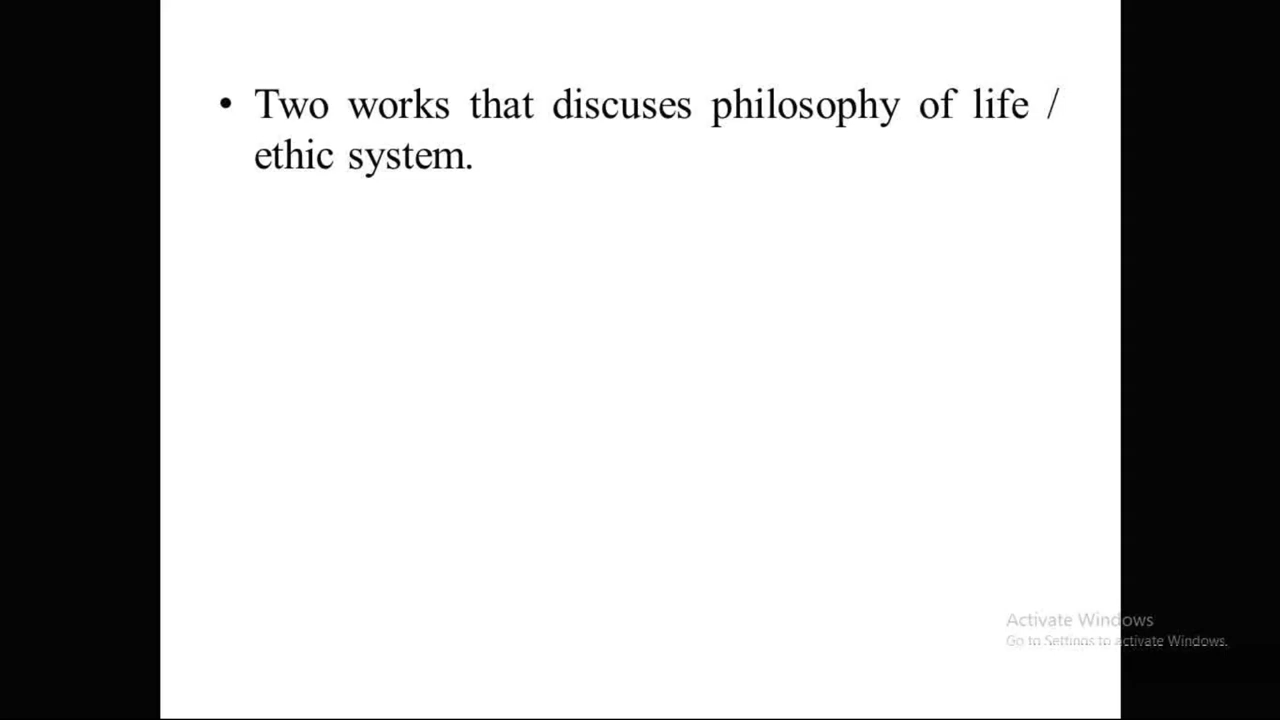 • Two works that discuses philosophy of life /
ethic system.
Activate Windows
Go to Settings to activate Windows.